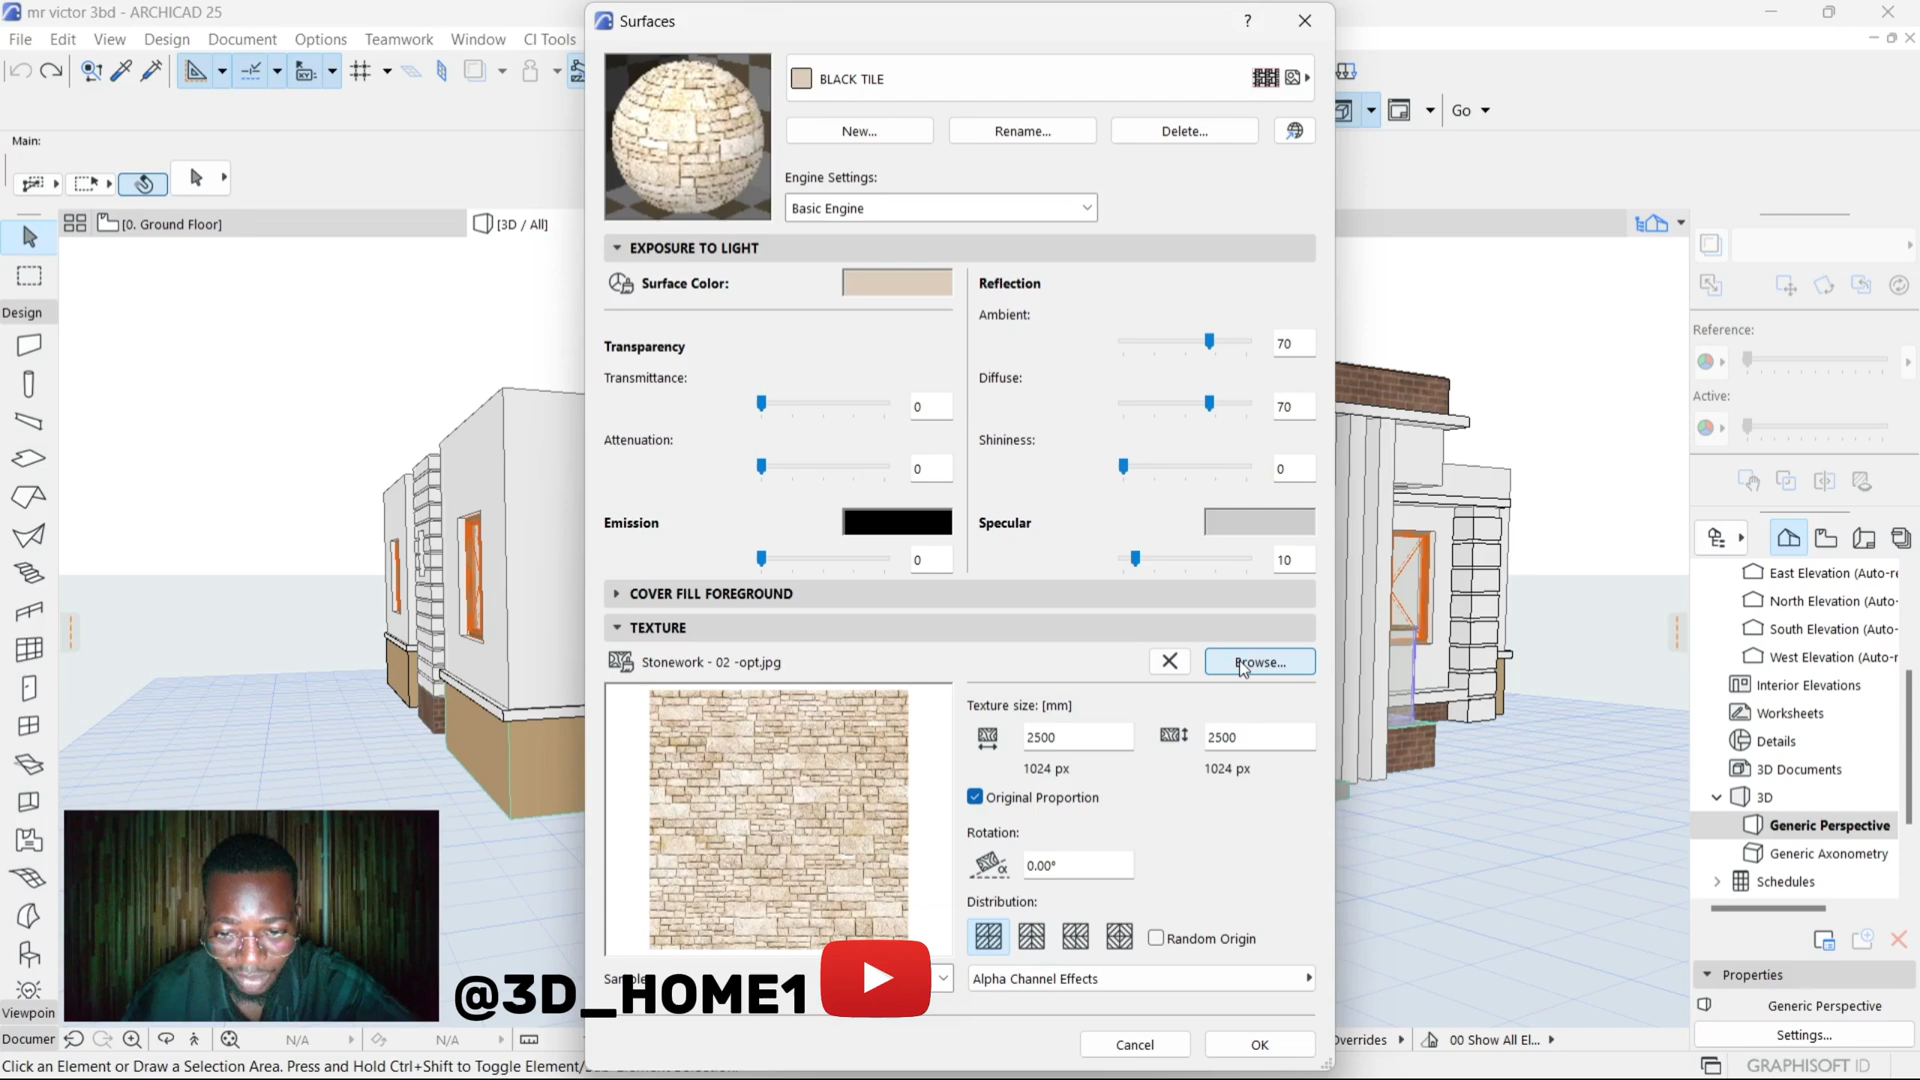 mr victor 3bd - ARCHICAD 25
File Edit View Design Document Options Teamwork Window CI Tools
Main:
[0. Ground Floor]
[3D / All]
Design
Viewpoin
Documer
N/A
N/A
Click an Element or Draw a Selection Area. Press and Hold Ctrl+Shift to Toggle Element/
Surfaces
?
BLACK TILE
New...
Rename...
Delete...
Engine Settings:
Basic Engine
EXPOSURE TO LIGHT
Surface Color:
Transparency
Transmittance:
0
Attenuation:
0
Emission
0
Reflection
Ambient:
70
Diffuse:
70
Shininess:
0
Specular
10
COVER FILL FOREGROUND
TEXTURE
Stonework - 02 -opt.jpg
Browse...
Texture size: [mm]
2500
2500
1024 px
1024 px
Original Proportion
Rotation:
α
0.00°
Distribution:
Random Origin
Sample
Alpha Channel Effects
Cancel
OK
@3D_HOME1
Go
Reference:
Active:
East Elevation (Auto-re
North Elevation (Auto-
South Elevation (Auto-
West Elevation (Auto-r
Interior Elevations
Worksheets
Details
3D Documents
3D
Generic Perspective
Generic Axonometry
Schedules
Properties
Generic Perspective
Settings...
Overrides
00 Show All El...
GRAPHISOFT ID